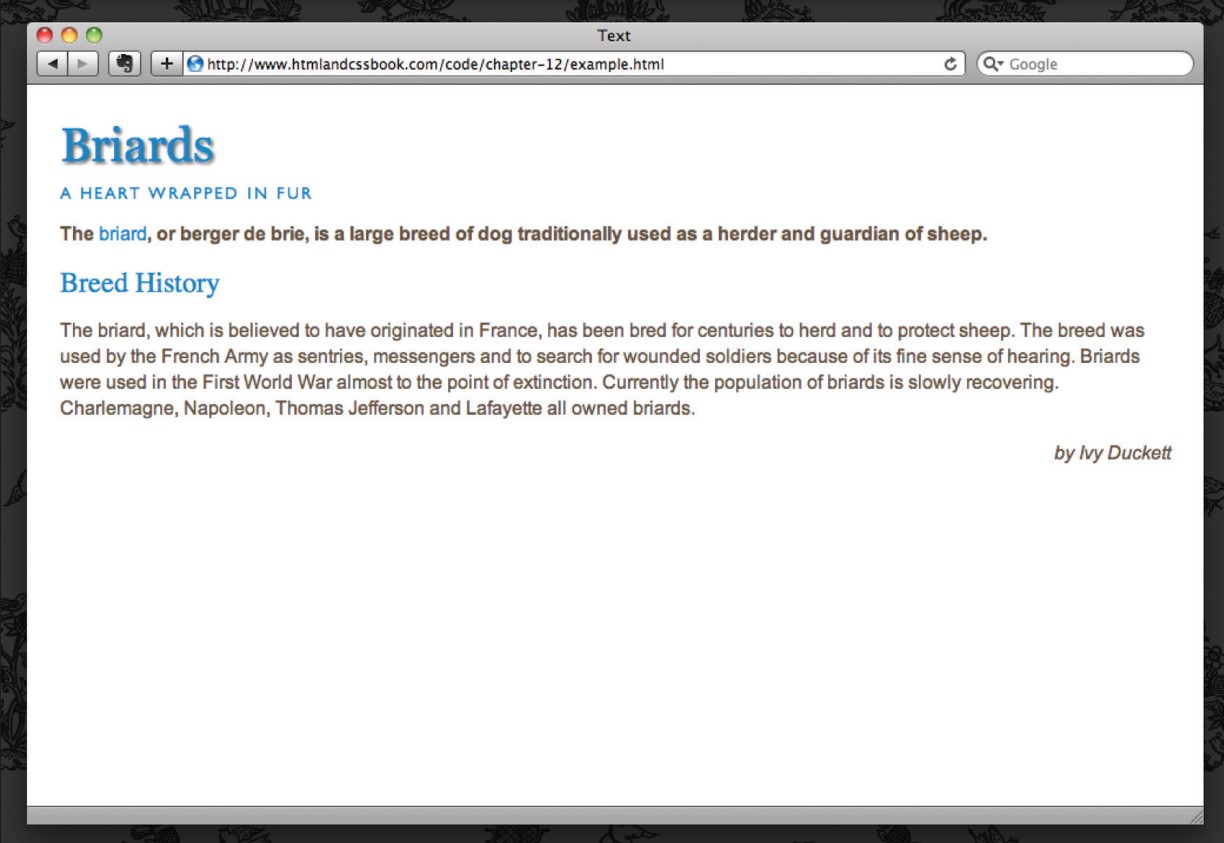 Text
http://www.htmlandcssbook.com/code/chapter-12/example.html
Google
Briards
A HEART WRAPPED IN FUR
The briard, or berger de brie, is a large breed of dog traditionally used as a herder and guardian of sheep.
Breed History
The briard, which is believed to have originated in France, has been bred for centuries to herd and to protect sheep. The breed was
used by the French Army as sentries, messengers and to search for wounded soldiers because of its fine sense of hearing. Briards
were used in the First World War almost to the point of extinction. Currently the population of briards is slowly recovering.
Charlemagne, Napoleon, Thomas Jefferson and Lafayette all owned briards.
by Ivy Duckett